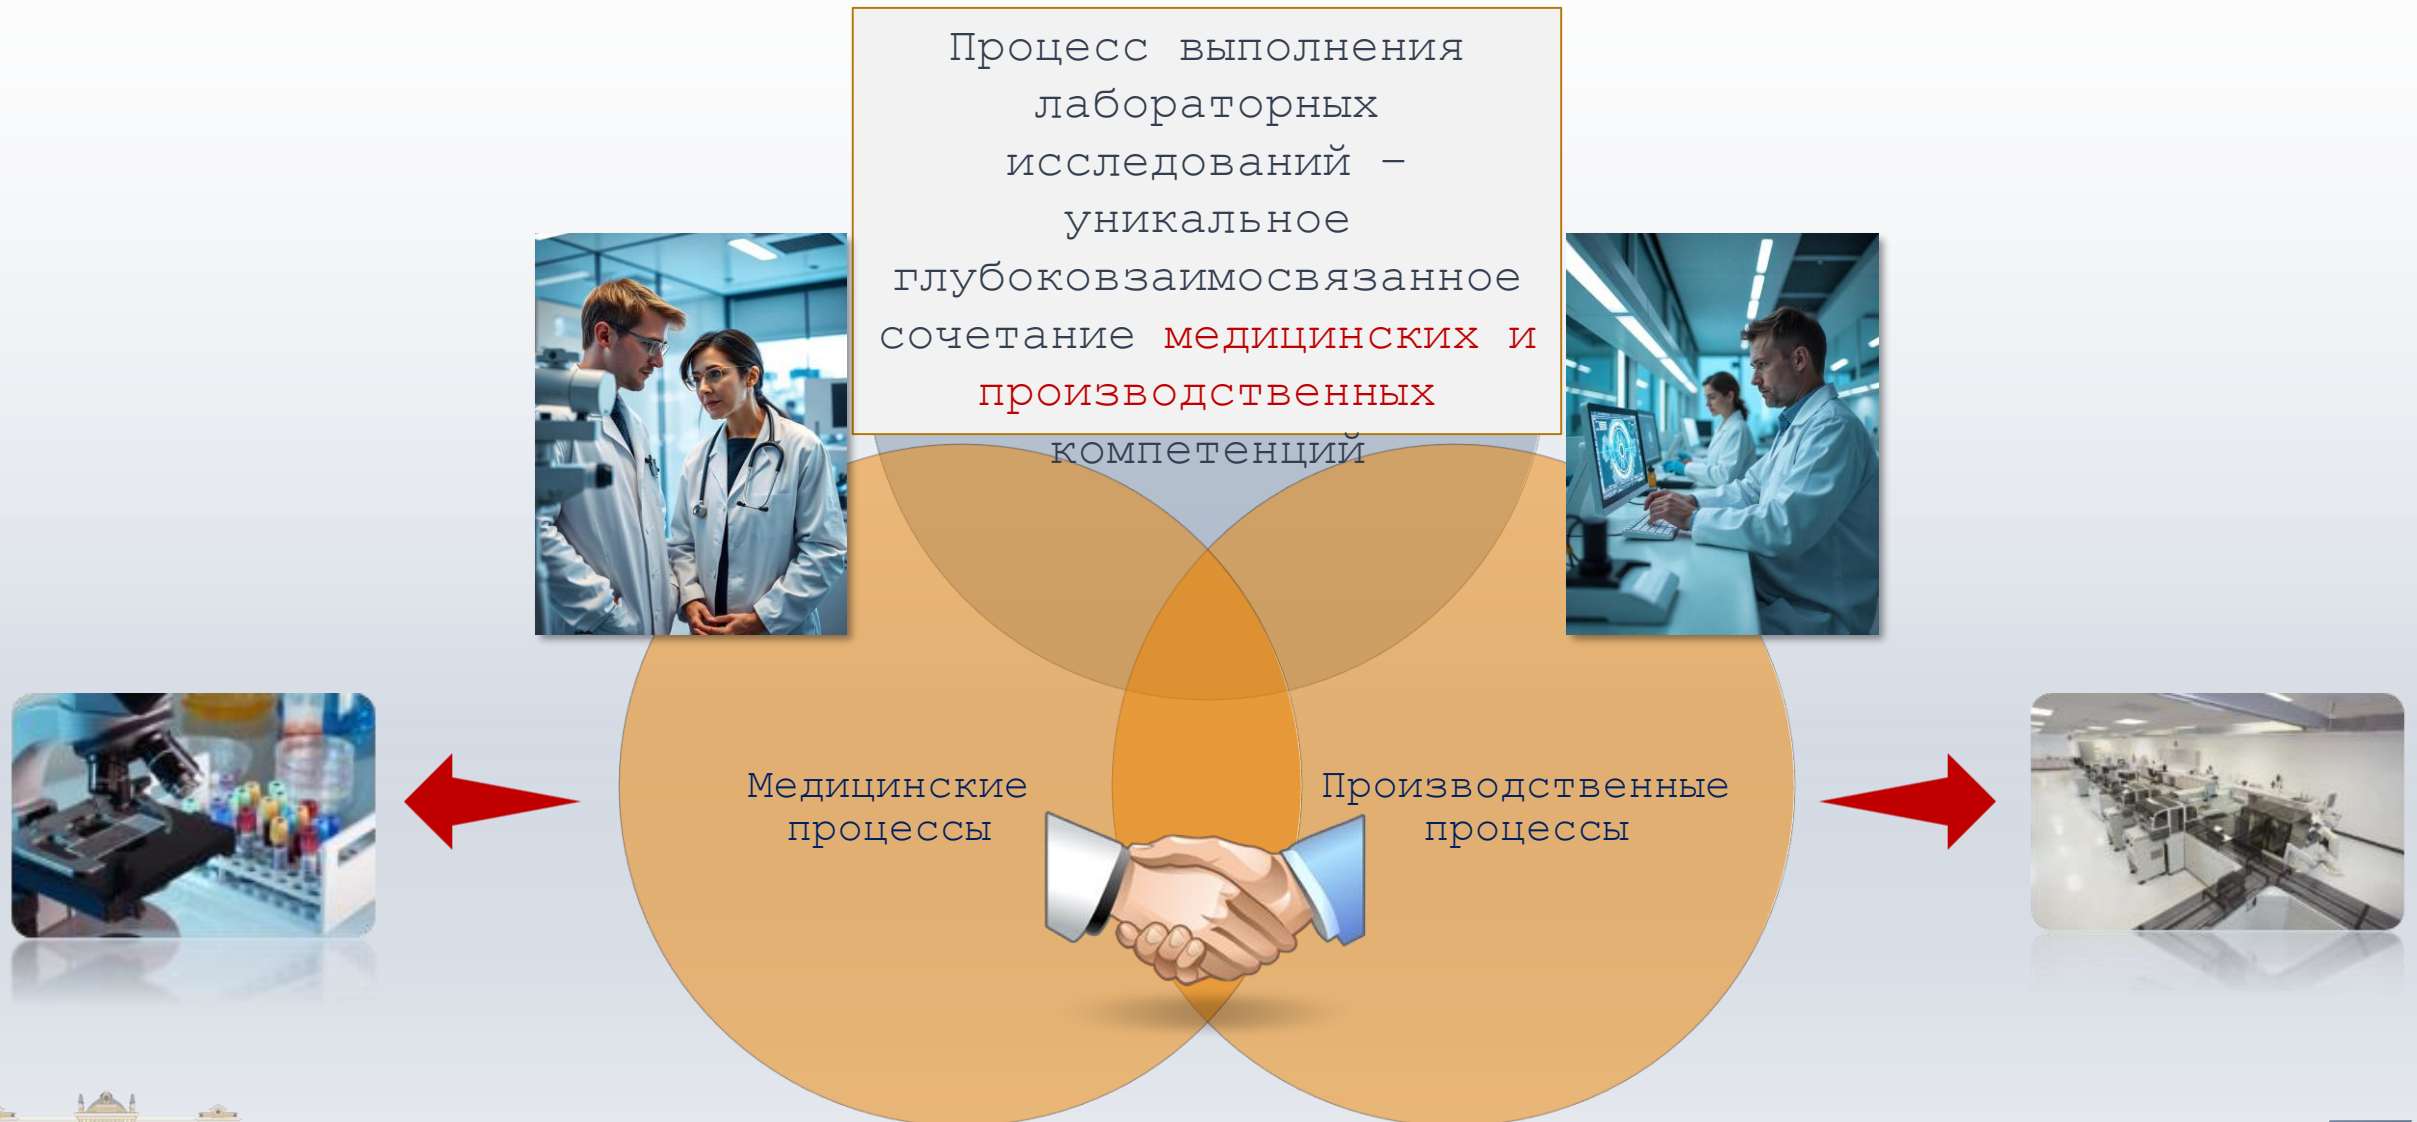 Процесс выполнения
лабораторных
исследований –
уникальное
глубоковзаимосвязанное
сочетание медицинских и
производственных
компетенций
Медицинские
процессы
Производственные
процессы